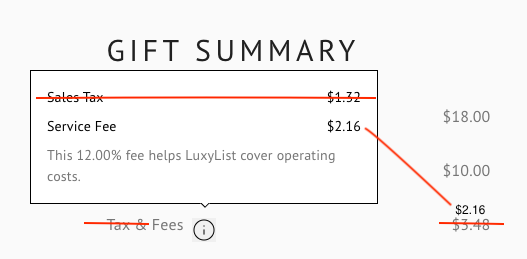 GIFT SUMMARY
Sales Tax $1.32
Service Fee $2.16
$18.00
This 12.00% fee helps LuxyList cover operating
costs.
$10.00
$2.16
Tax & Fees i $3.48